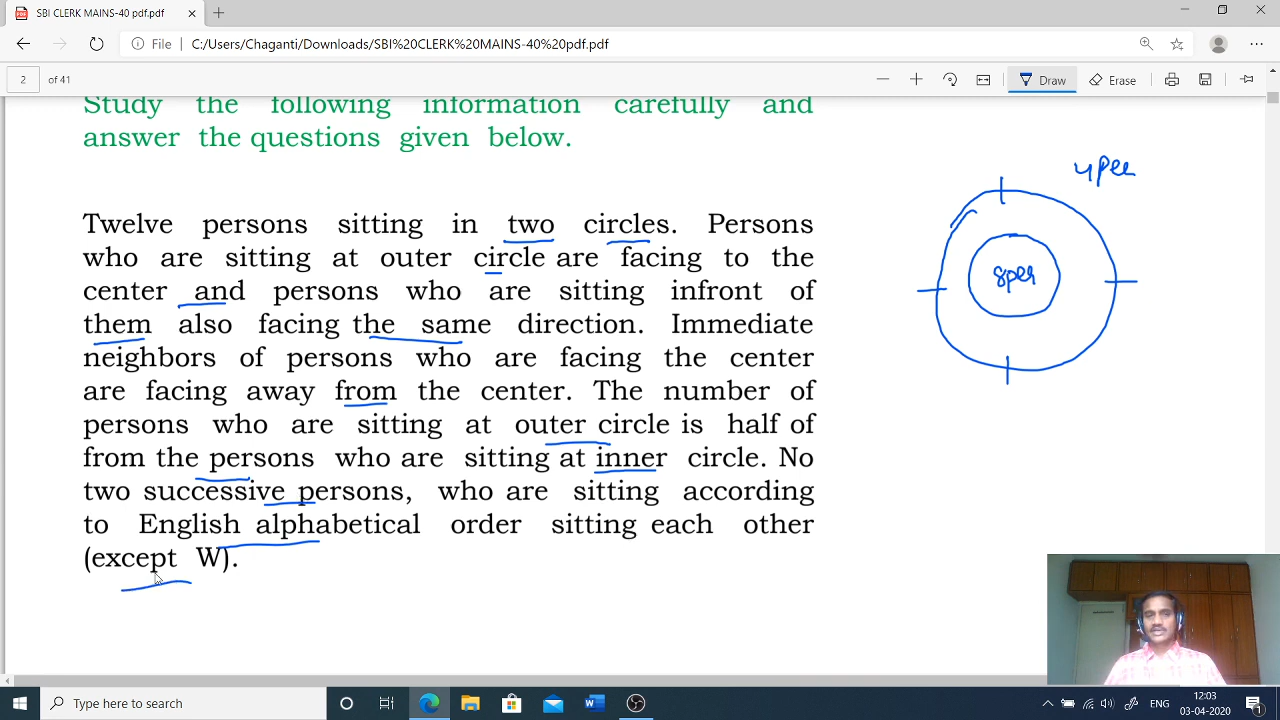 SBI CLERK MAINS-40 pdf.pdf
File | C:/Users/Chaganti/Downloads/SBI%20CLERK%20MAINS-40%20pdf.pdf
2 of 41 Draw Erase
Study the following information carefully and
answer the questions given below.
4 Per
Twelve persons sitting in two circles. Persons
who are sitting at outer circle are facing to the
center and persons who are sitting infront of
them also facing the same direction. Immediate
neighbors of persons who are facing the center
are facing away from the center. The number of
persons who are sitting at outer circle is half of
from the persons who are sitting at inner circle. No
two successive persons, who are sitting according
to English alphabetical order sitting each other
(except W).
8 per
Type here to search
ENG
12:03
03-04-2020